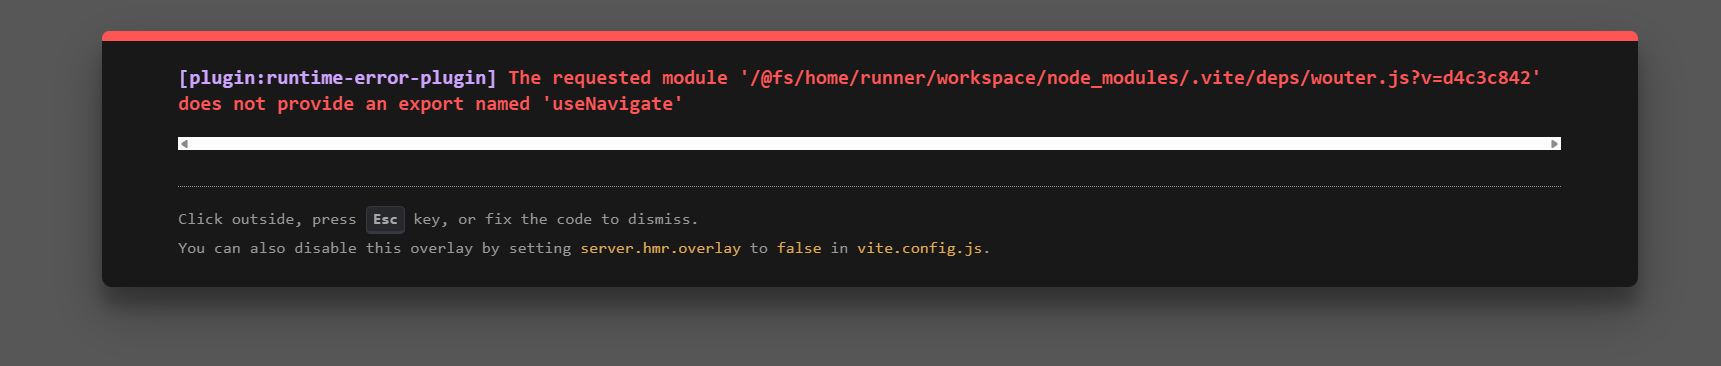 [plugin:runtime-error-plugin] The requested module '/@fs/home/runner/workspace/node_modules/.vite/deps/wouter.js?v=d4c3c842'
does not provide an export named 'useNavigate'
Click outside, press Esc key, or fix the code to dismiss.
You can also disable this overlay by setting server.hmr.overlay to false in vite.config.js.